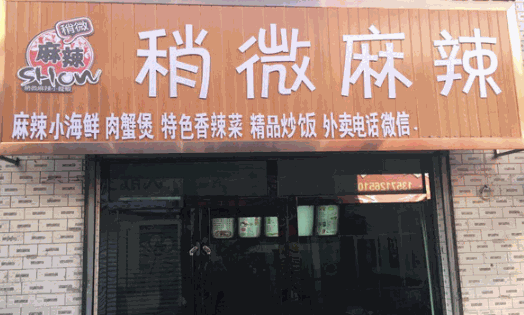 稍微
麻辣
SHOW
稍微麻辣
麻辣小海鲜 肉蟹煲 特色香辣菜 精品炒饭 外卖电话微信